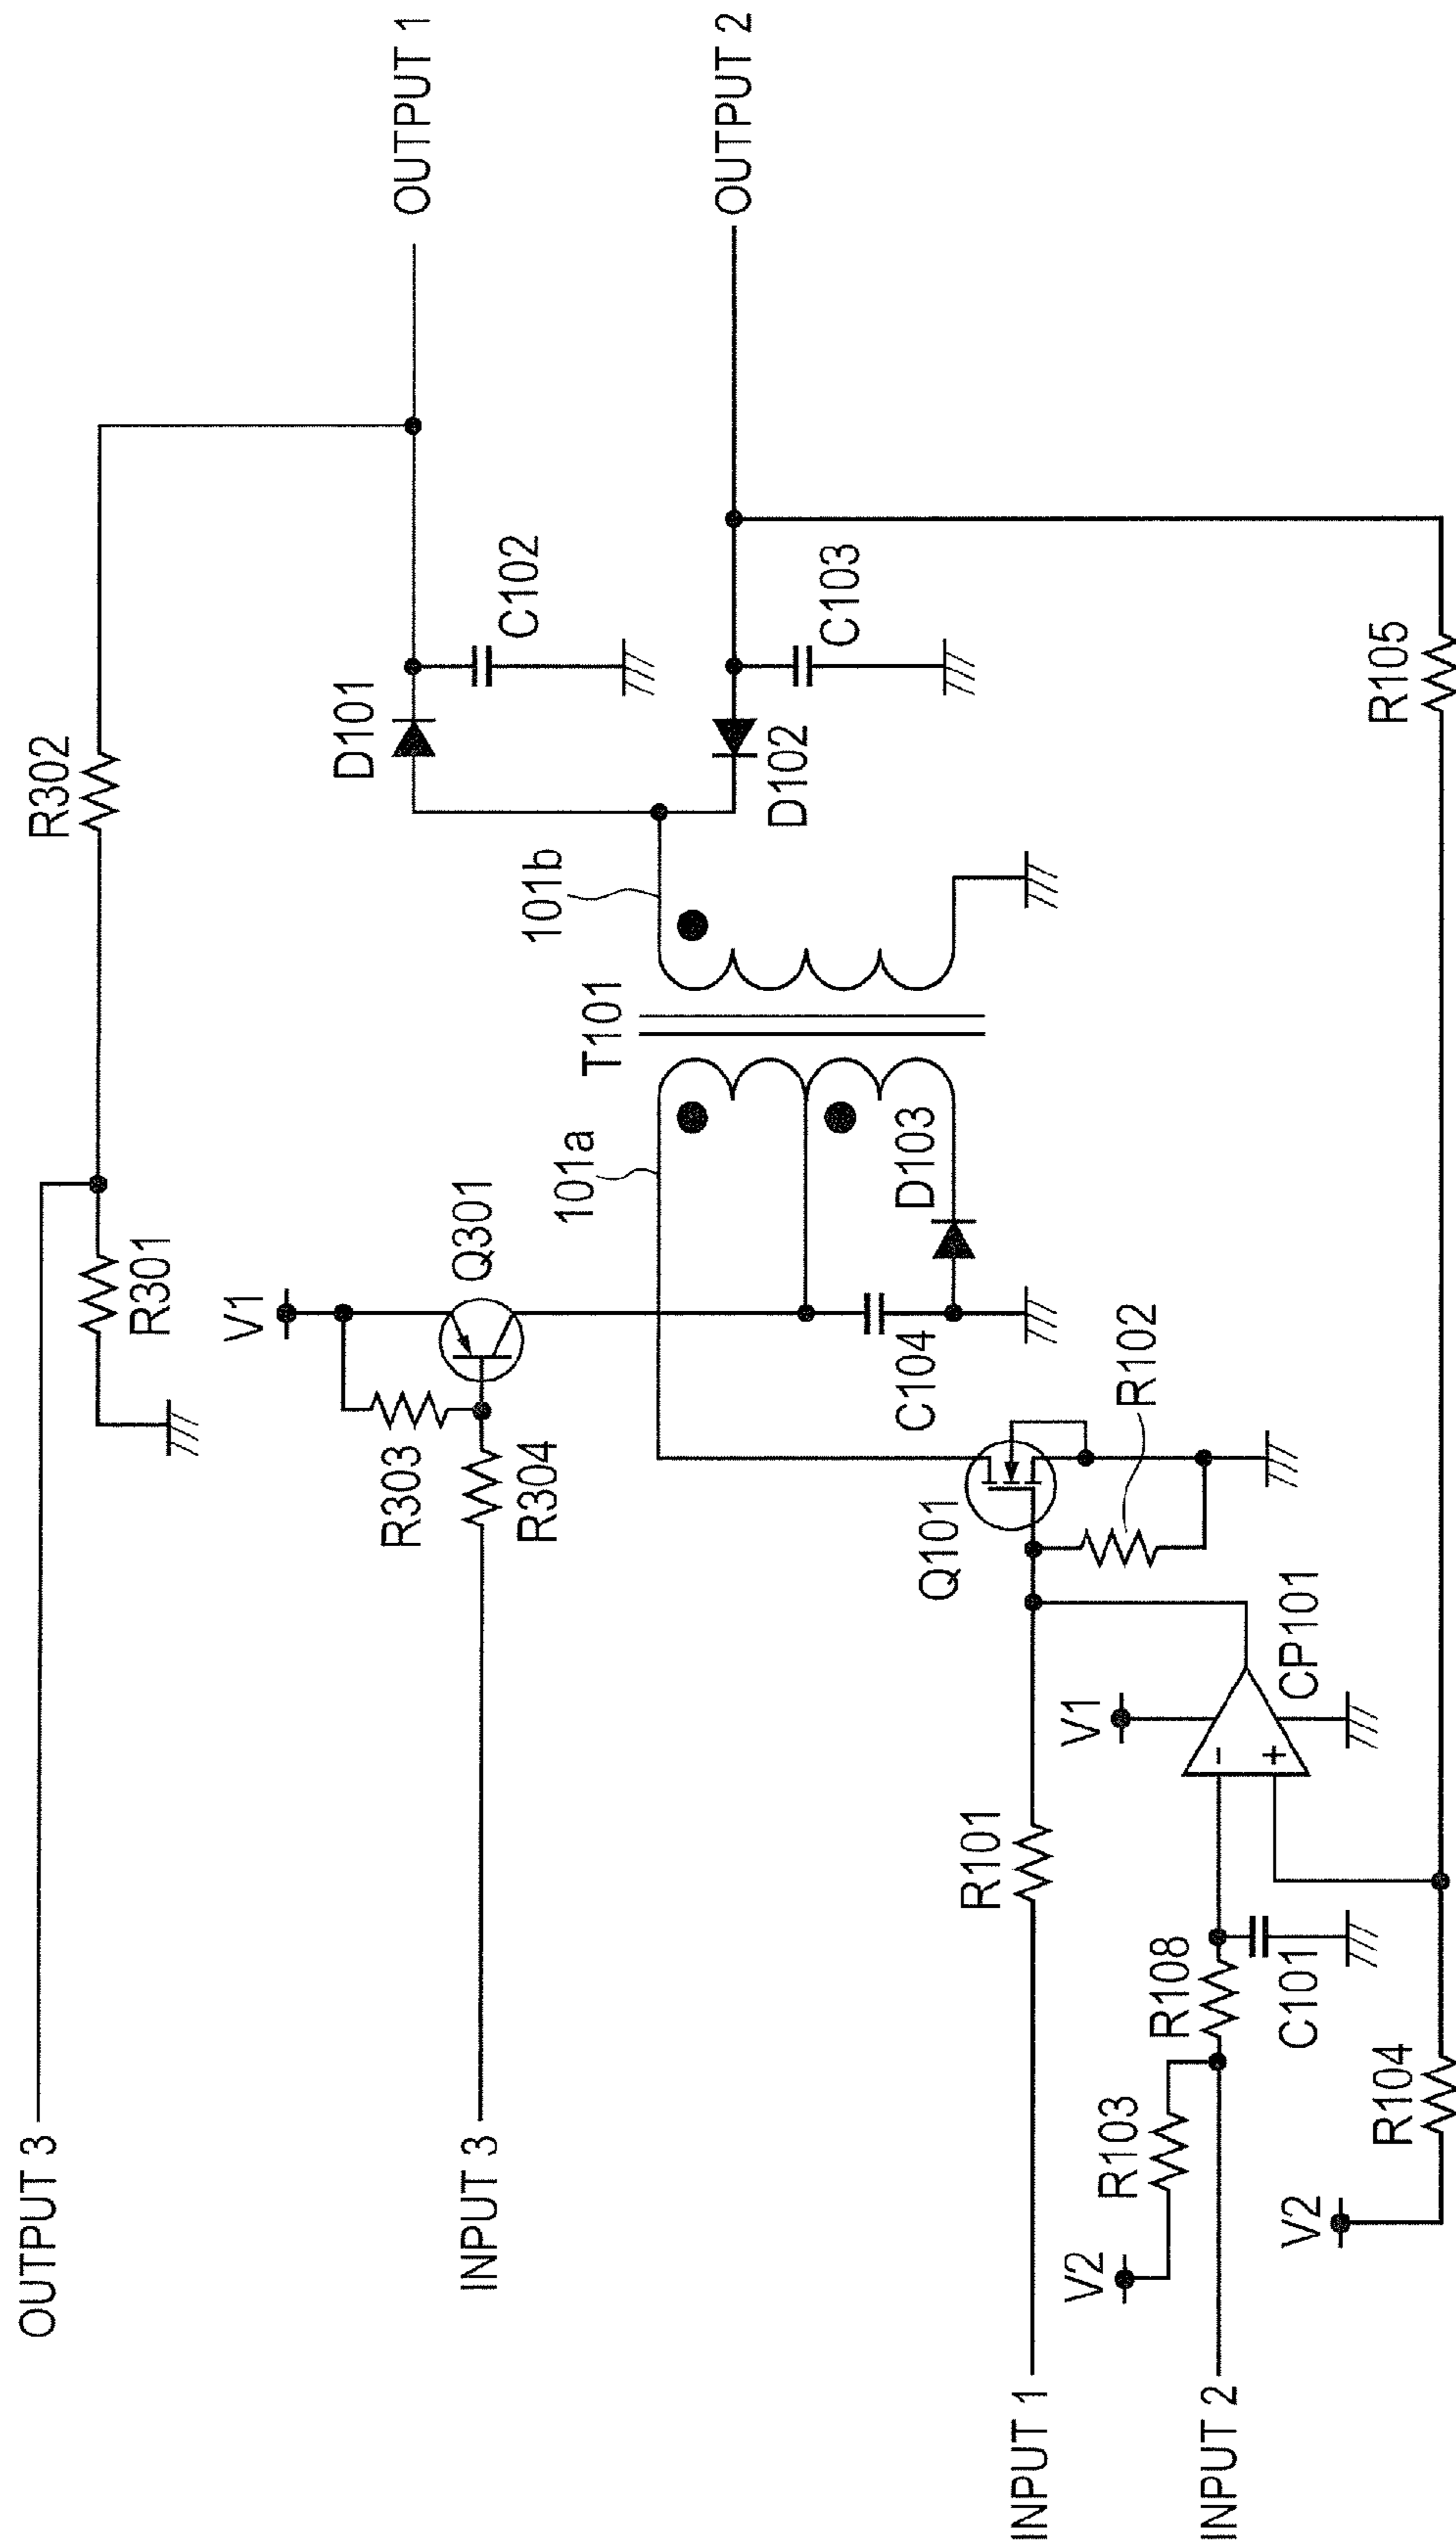 OUTPUT 3
R301
R302
V1
Q301
R303
R304
INPUT 3
101a
T101
101b
D101
C102
OUTPUT 1
D102
C103
OUTPUT 2
D103
C104
R102
Q101
INPUT 1
R101
V1
CP101
-
+
V2
R103
R108
C101
INPUT 2
V2
R104
R105